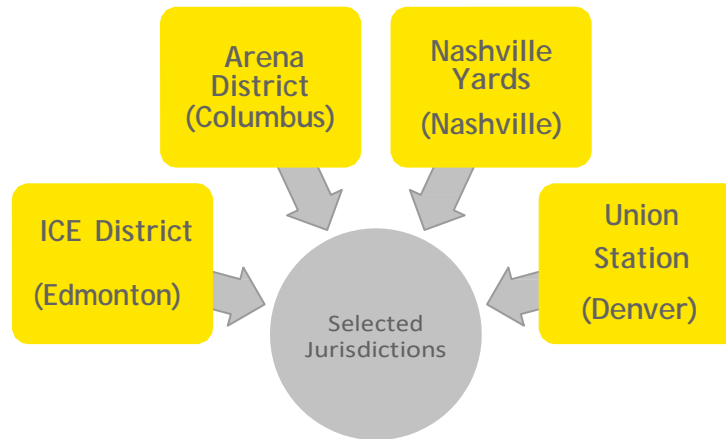 Arena
District
(Columbus)
Nashville
Yards
(Nashville)
ICE District
(Edmonton)
Union
Station
(Denver)
Selected
Jurisdictions